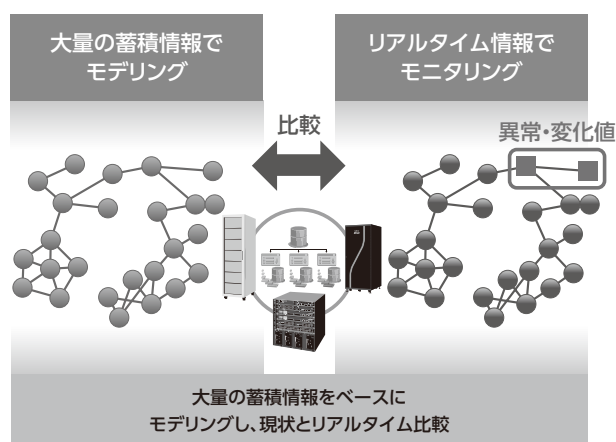 大量の蓄積情報で
モデリング
リアルタイム情報で
モニタリング
比較
異常・変化値
大量の蓄積情報をベースに
モデリングし、現状とリアルタイム比較